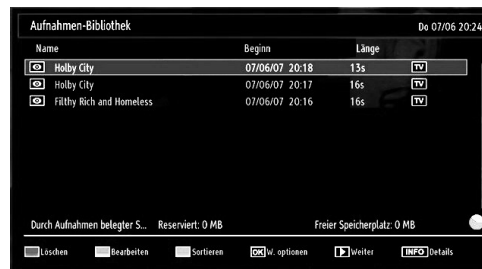 Aufnahmen-Bibliothek Do 07/06 20:24
Name Beginn Länge
Holby City 07/06/07 20:18 13s TV
Holby City 07/06/07 20:17 16s TV
Filthy Rich and Homeless 07/06/07 20:16 16s TV
Durch Aufnahmen belegter S... Reserviert: 0 MB Freier Speicherplatz: 0 MB
Löschen Bearbeiten Sortieren OK W. optionen Weiter INFO Details